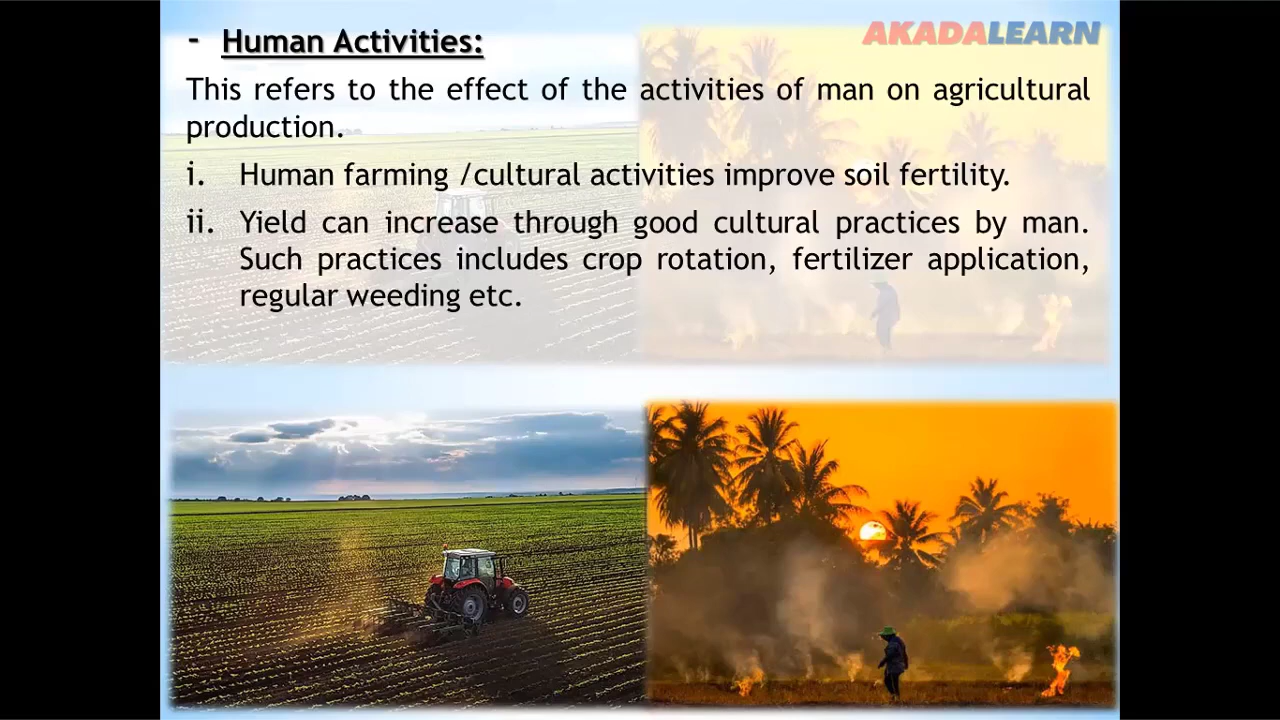 AKADALEARN
- Human Activities:
This refers to the effect of the activities of man on agricultural
production.
i. Human farming /cultural activities improve soil fertility.
ii. Yield can increase through good cultural practices by man.
Such practices includes crop rotation, fertilizer application,
regular weeding etc.